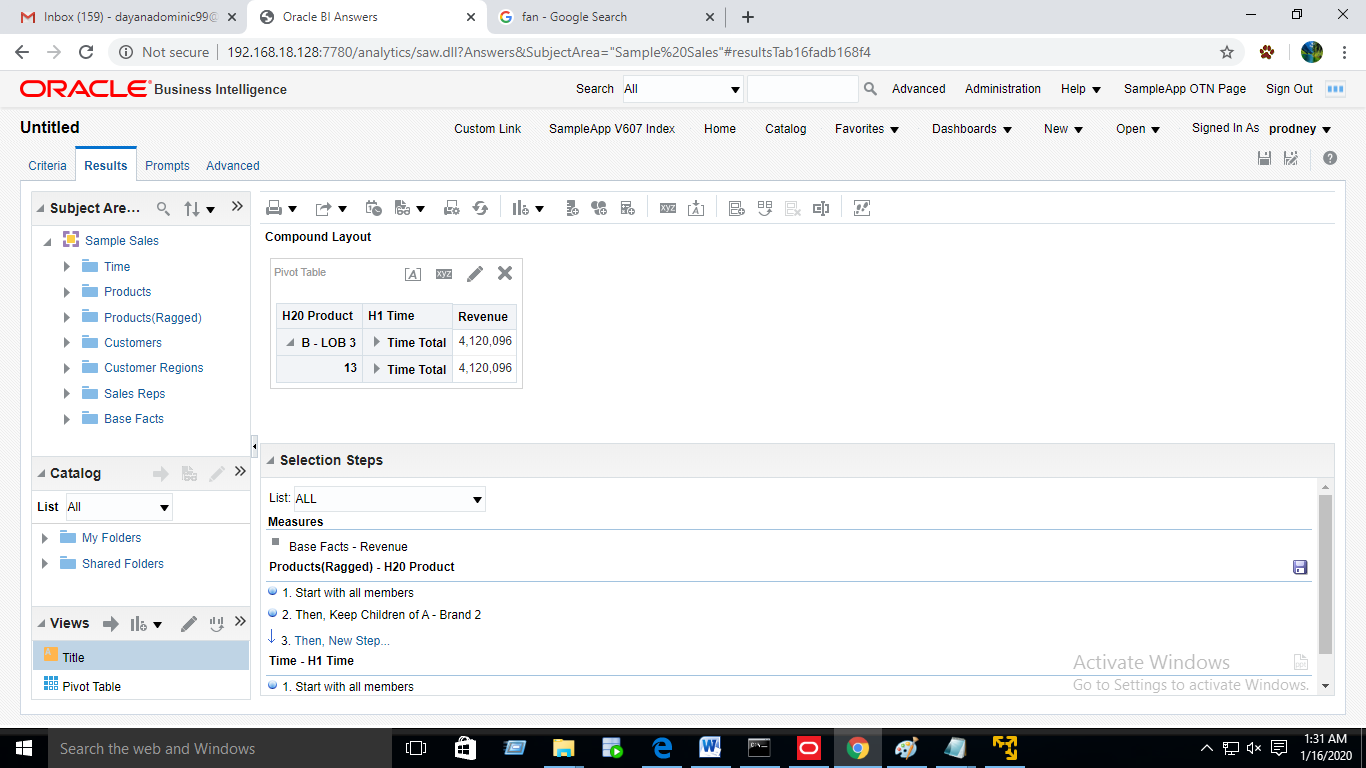 Inbox (159) - dayanadominic99@
Oracle BI Answers
fan - Google Search
Not secure
192.168.18.128:7780/analytics/saw.dll?Answers&SubjectArea="Sample%20Sales"#resultsTab16fadb168f4
ORACLE Business Intelligence
Search All Advanced Administration Help SampleApp OTN Page Sign Out
Untitled
Custom Link SampleApp V607 Index Home Catalog Favorites Dashboards New Open Signed In As prodney
Criteria Results Prompts Advanced
Subject Are...
Sample Sales
Time
Products
Products(Ragged)
Customers
Customer Regions
Sales Reps
Base Facts
Catalog
List All
My Folders
Shared Folders
Views
Title
Pivot Table
Compound Layout
Pivot Table
H20 Product H1 Time Revenue
B - LOB 3 Time Total 4,120,096
13 Time Total 4,120,096
Selection Steps
List: ALL
Measures
Base Facts - Revenue
Products(Ragged) - H20 Product
1. Start with all members
2. Then, Keep Children of A - Brand 2
3. Then, New Step...
Time - H1 Time
1. Start with all members
Activate Windows
Go to Settings to activate Windows.
Search the web and Windows
1:31 AM
1/16/2020